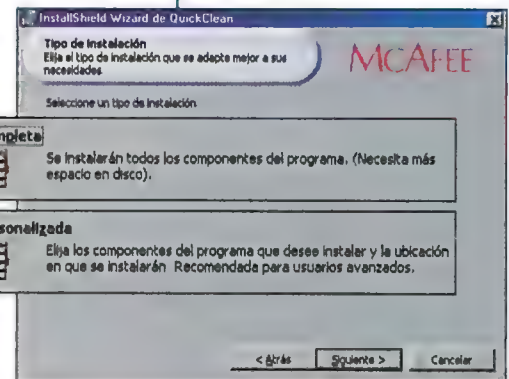 InstallShield Wizard de QuickClean
Tipo de Instalación
Elija el tipo de instalación que se adapte mejor a sus
necesidades
MCAFEE
Seleccione un tipo de instalación
mpleta
Se instalarán todos los componentes del programa. (Necesita más
espacio en disco).
sonalizada
Elija los componentes del programa que desee instalar y la ubicación
en que se instalarán Recomendada para usuarios avanzados.
< Atrás
Siguiente >
Cancelar